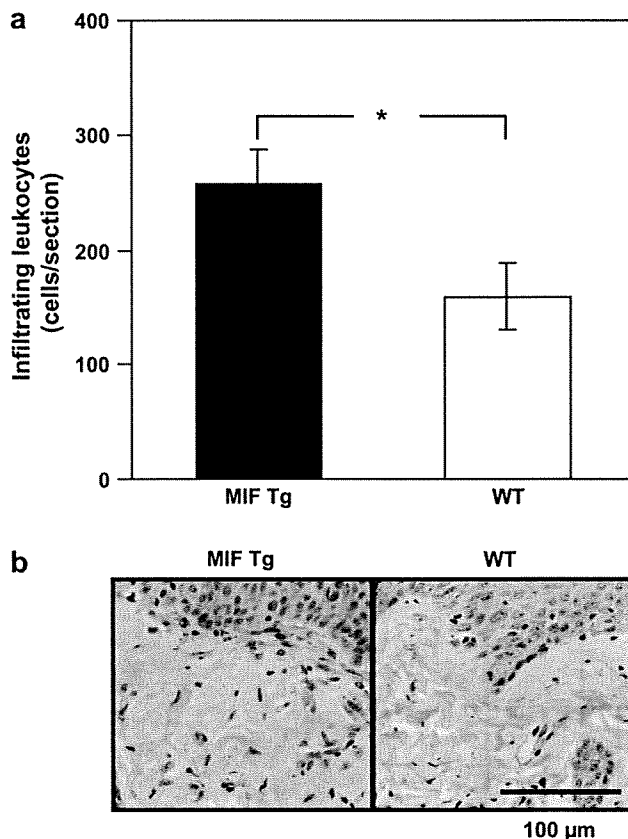 a
400
300
200
100
0
Infiltrating leukocytes
(cells/section)
*
MIF Tg
WT
b
MIF Tg
WT
100 µm